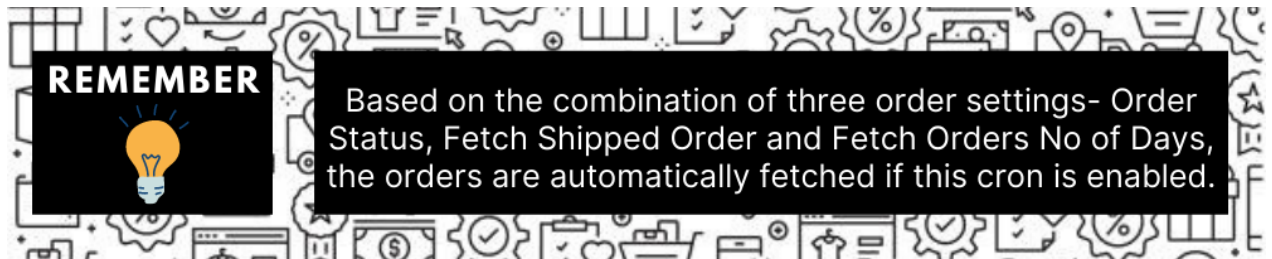 REMEMBER
Based on the combination of three order settings- Order
Status, Fetch Shipped Order and Fetch Orders No of Days,
the orders are automatically fetched if this cron is enabled.